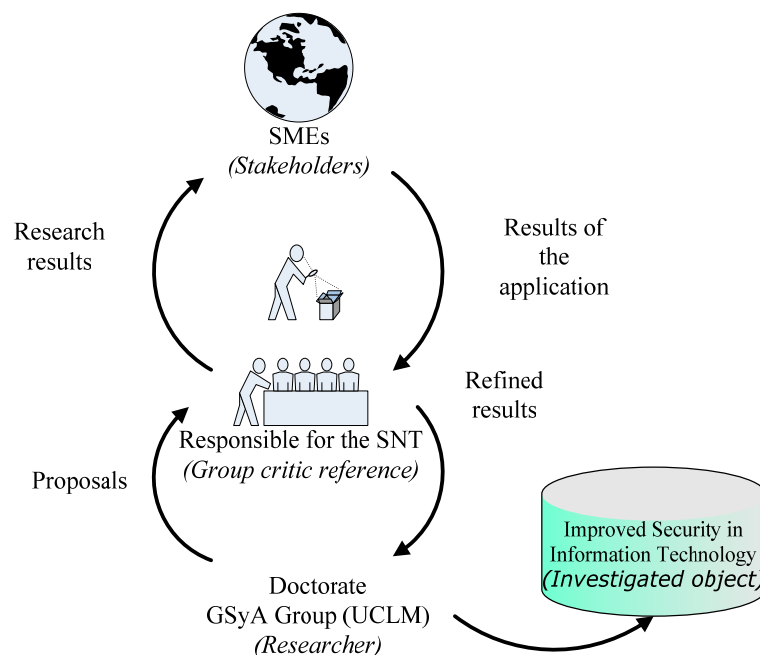 SMEs
(Stakeholders)
Research
results
Results of
the
application
Refined
results
Responsible for the SNT
(Group critic reference)
Proposals
Improved Security in
Information Technology
(Investigated object)
Doctorate
GSyA Group (UCLM)
(Researcher)